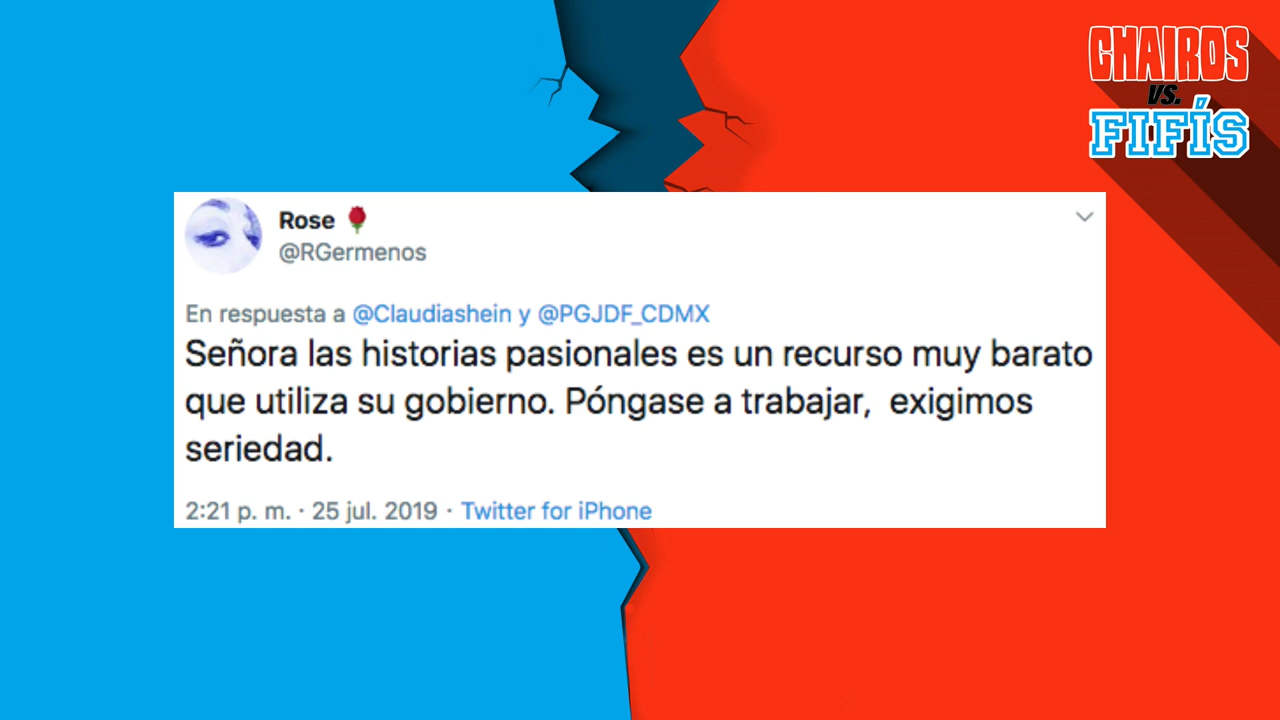 CHAIROS
VS.
FIFÍS
Rose 🌹
@RGermenos
En respuesta a @Claudiashein y @PGJDF_CDMX
Señora las historias pasionales es un recurso muy barato
que utiliza su gobierno. Póngase a trabajar,  exigimos
seriedad.
2:21 p. m. · 25 jul. 2019 · Twitter for iPhone